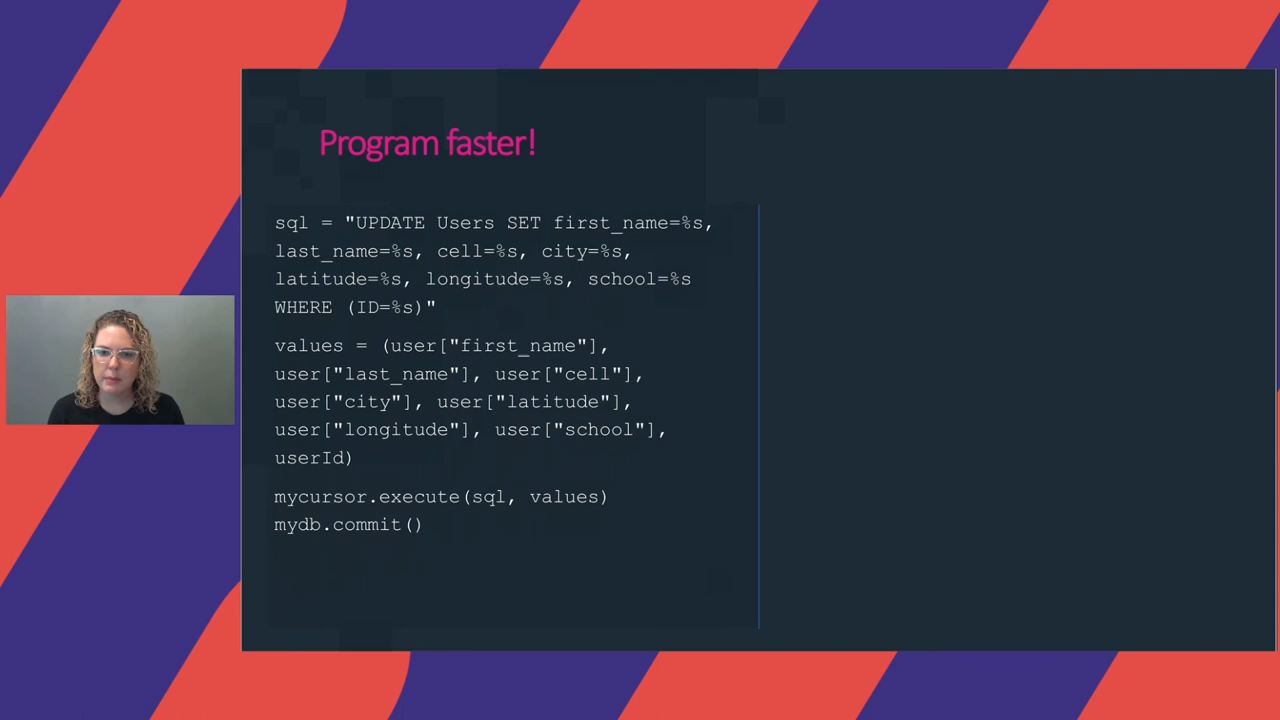 Program faster!
sql = "UPDATE Users SET first_name=%s,
last_name=%s, cell=%s, city=%s,
latitude=%s, longitude=%s, school=%s
WHERE (ID=%s)"
values = (user["first_name"],
user["last_name"], user["cell"],
user["city"], user["latitude"],
user["longitude"], user["school"],
userId)
mycursor.execute(sql, values)
mydb.commit()